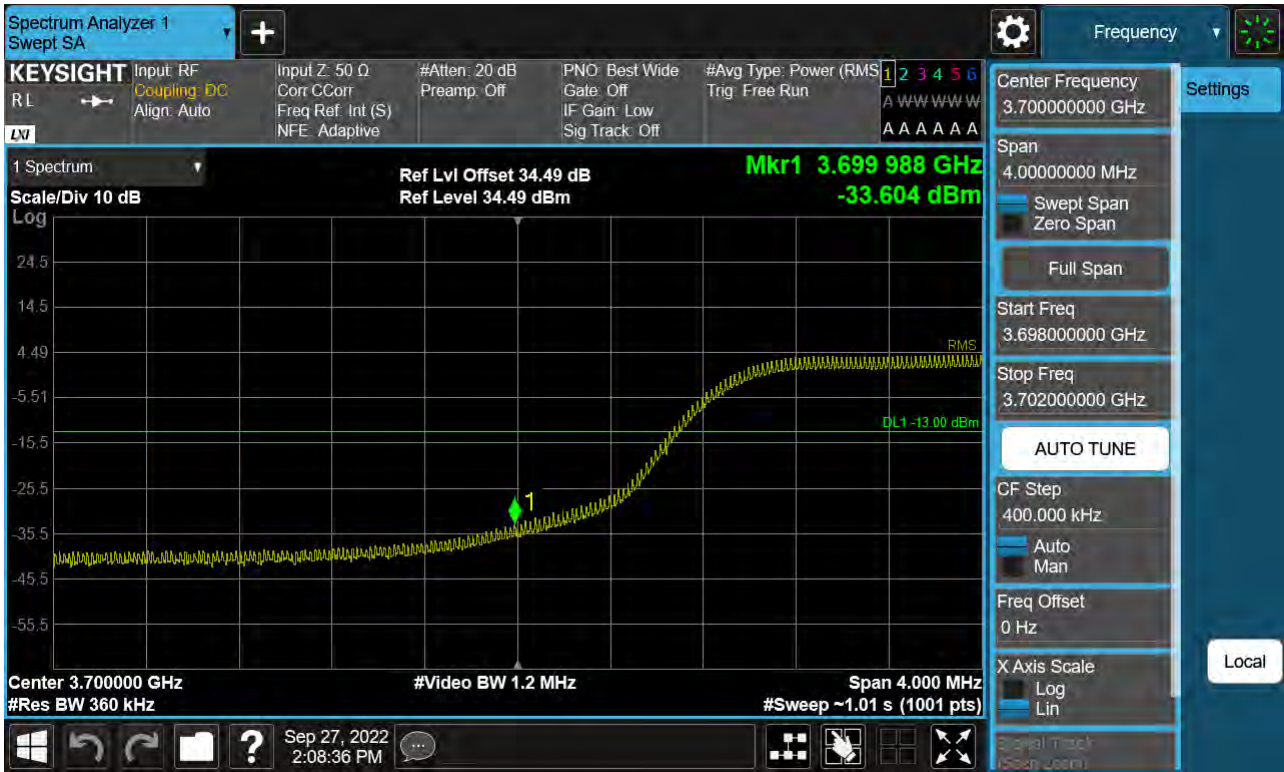 Spectrum Analyzer 1
Swept SA
+
Frequency
KEYSIGHT
RL
LXI
Input: RF
Coupling: DC
Align: Auto
Input Z: 50 Ω
Corr CCorr
Freq Ref: Int (S)
NFE: Adaptive
#Atten: 20 dB
Preamp: Off
PNO: Best Wide
Gate: Off
IF Gain: Low
Sig Track: Off
#Avg Type: Power (RMS
Trig: Free Run
1 2 3 4 5 6
A W W W W W
A A A A A A
1 Spectrum
Scale/Div 10 dB
Log
Ref Lvl Offset 34.49 dB
Ref Level 34.49 dBm
Mkr1 3.699 988 GHz
-33.604 dBm
24.5
14.5
4.49
-5.51
-15.5
-25.5
-35.5
-45.5
-55.5
RMS
DL1 -13.00 dBm
1
Center 3.700000 GHz
#Res BW 360 kHz
#Video BW 1.2 MHz
Span 4.000 MHz
#Sweep ~1.01 s (1001 pts)
Center Frequency
3.700000000 GHz
Span
4.00000000 MHz
Swept Span
Zero Span
Full Span
Start Freq
3.698000000 GHz
Stop Freq
3.702000000 GHz
AUTO TUNE
CF Step
400.000 kHz
Auto
Man
Freq Offset
0 Hz
X Axis Scale
Log
Lin
Signal Track
(Span Zoom)
Settings
Local
?
Sep 27, 2022
2:08:36 PM